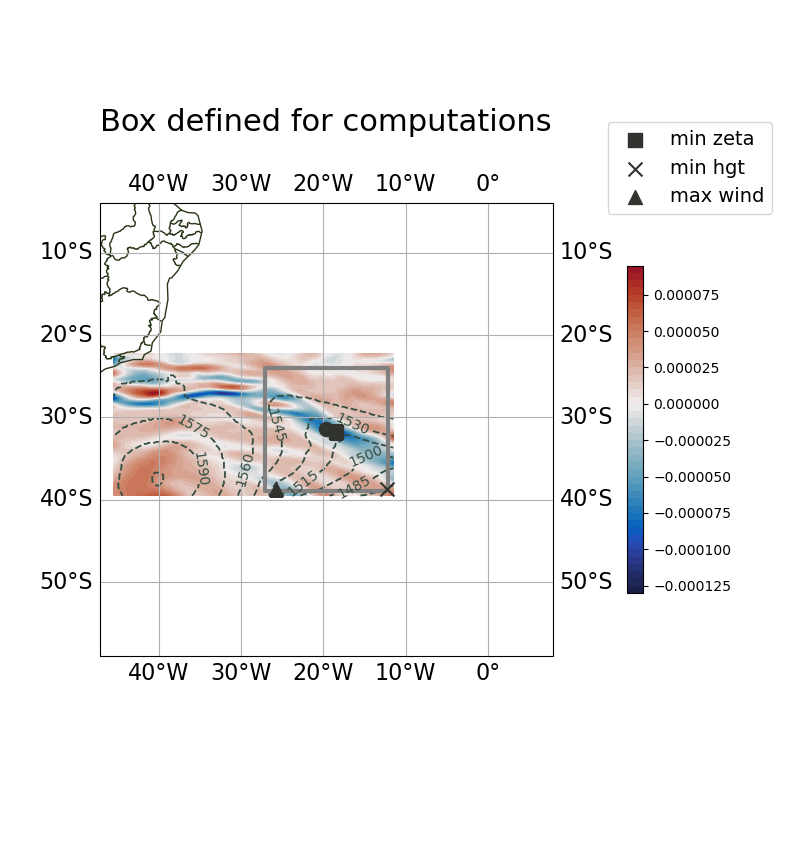 Box defined for computations
min zeta
min hgt
max wind
40°W 30°W 20°W 10°W 0°
10°S 10°S
20°S 20°S
30°S 30°S
40°S 40°S
50°S 50°S
40°W 30°W 20°W 10°W 0°
0.000075
0.000050
0.000025
0.000000
−0.000025
−0.000050
−0.000075
−0.000100
−0.000125
1575
1590
1560
1545
1530
1500
1515
1485